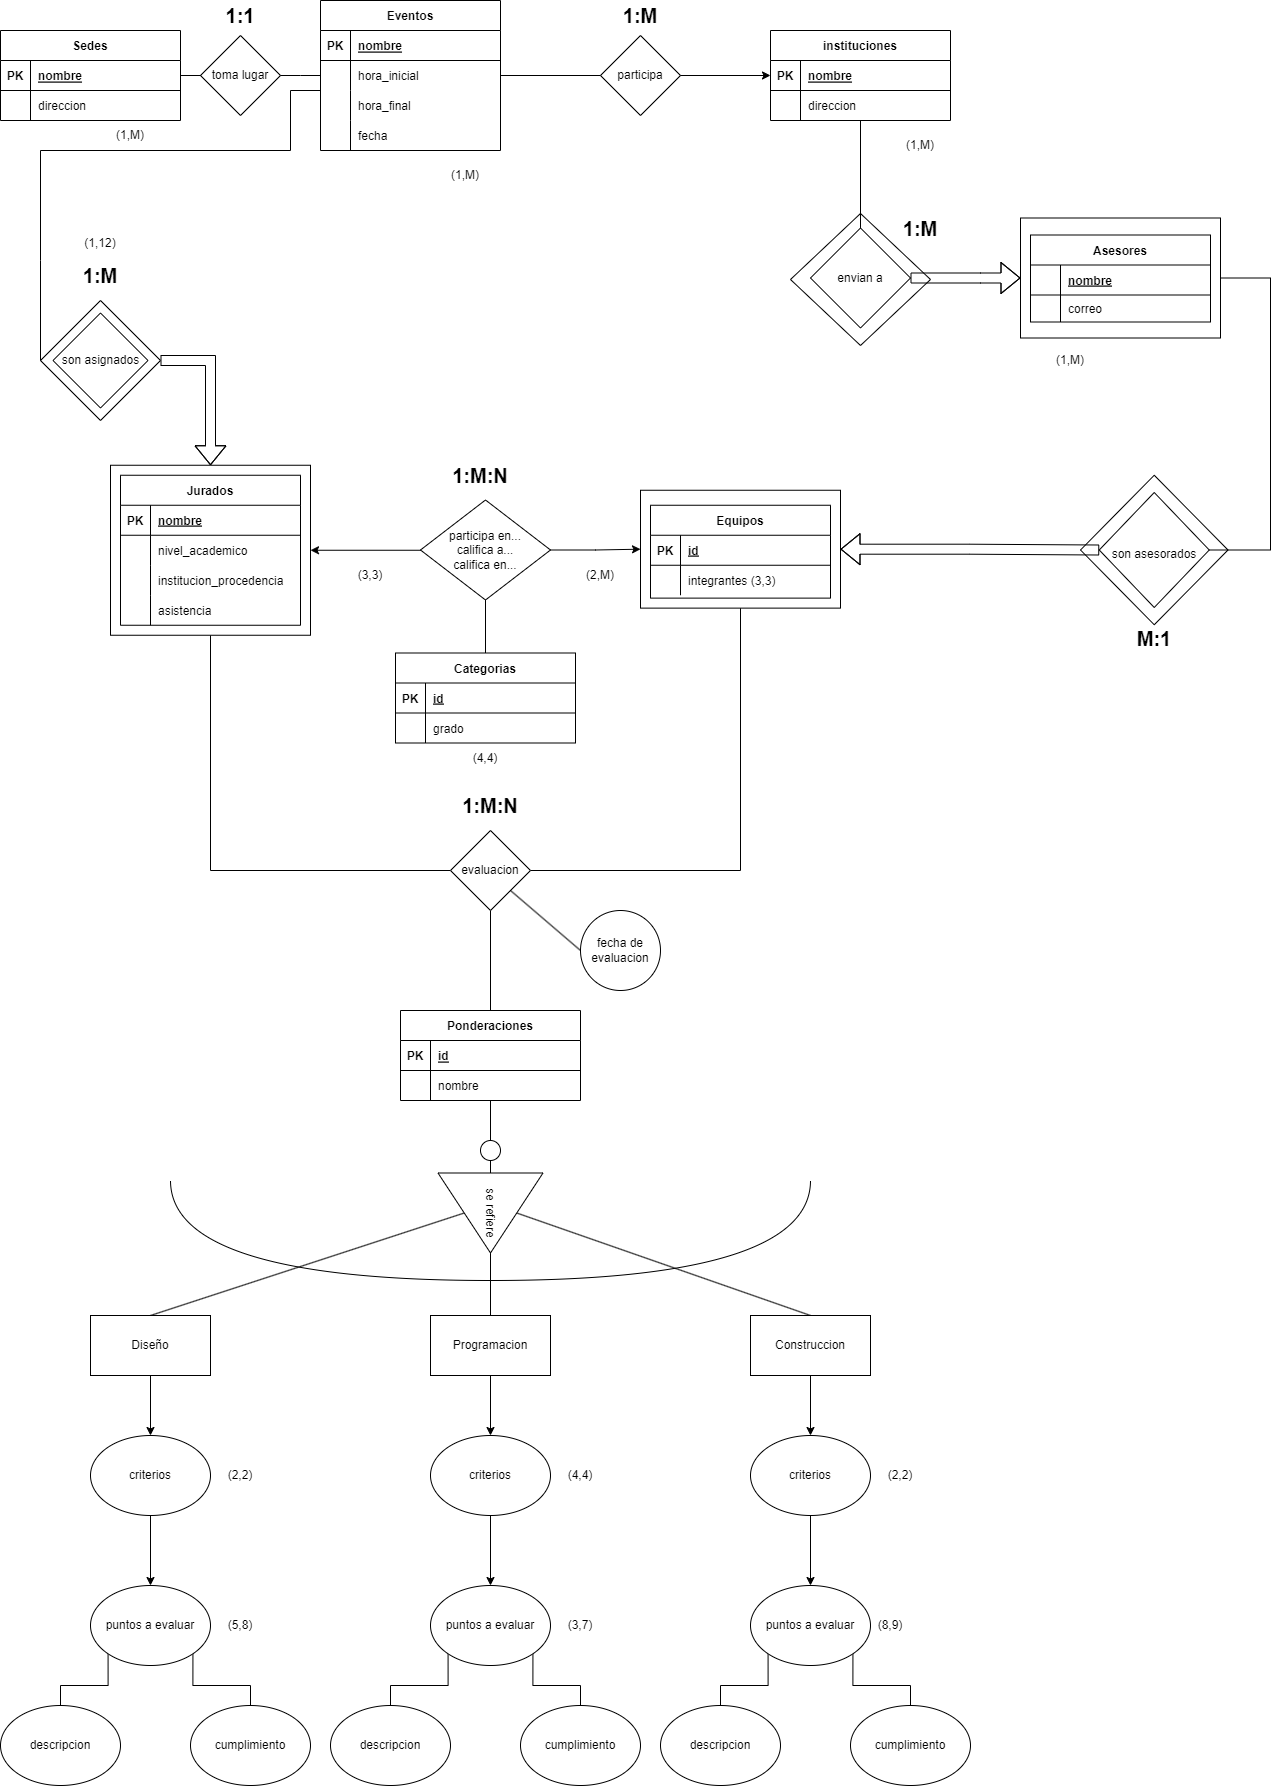 1:1
Eventos
1:M
Sedes
PK nombre
instituciones
PK nombre
toma lugar
hora_inicial
participa
PK nombre
direccion
hora_final
direccion
(1,M)
fecha
(1,M)
(1,M)
1:M
(1,12)
Asesores
1:M
envian a
nombre
correo
son asignados
(1,M)
1:M:N
Jurados
PK nombre
nivel_academico
institucion_procedencia
asistencia
participa en...
califica a...
califica en...
(3,3)
(2,M)
Equipos
PK id
integrantes (3,3)
son asesorados
M:1
Categorias
PK id
grado
(4,4)
1:M:N
evaluacion
fecha de
evaluacion
Ponderaciones
PK id
nombre
se refiere
Diseño
Programacion
Construccion
criterios
(2,2)
criterios
(4,4)
criterios
(2,2)
puntos a evaluar
(5,8)
puntos a evaluar
(3,7)
puntos a evaluar
(8,9)
descripcion
cumplimiento
descripcion
cumplimiento
descripcion
cumplimiento